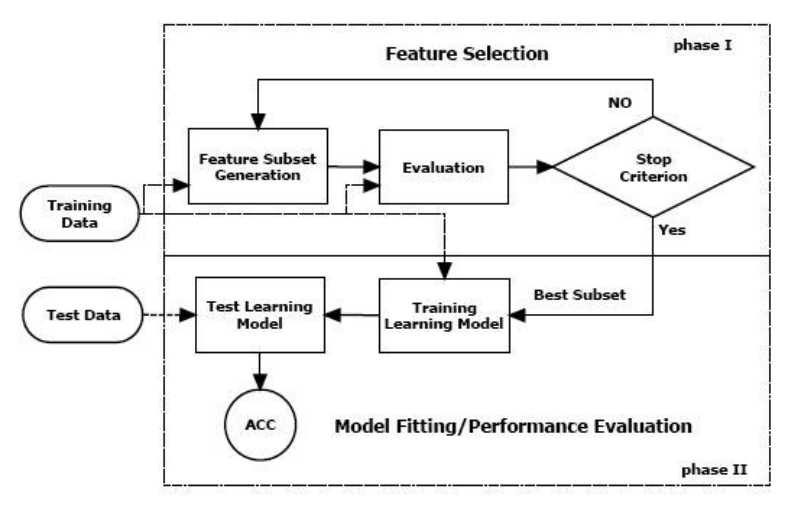 phase I
Feature Selection
NO
Feature Subset
Generation
Evaluation
Stop
Criterion
Training
Data
Yes
Test Data
Test Learning
Model
Training
Learning Model
Best Subset
ACC
Model Fitting/Performance Evaluation
phase II